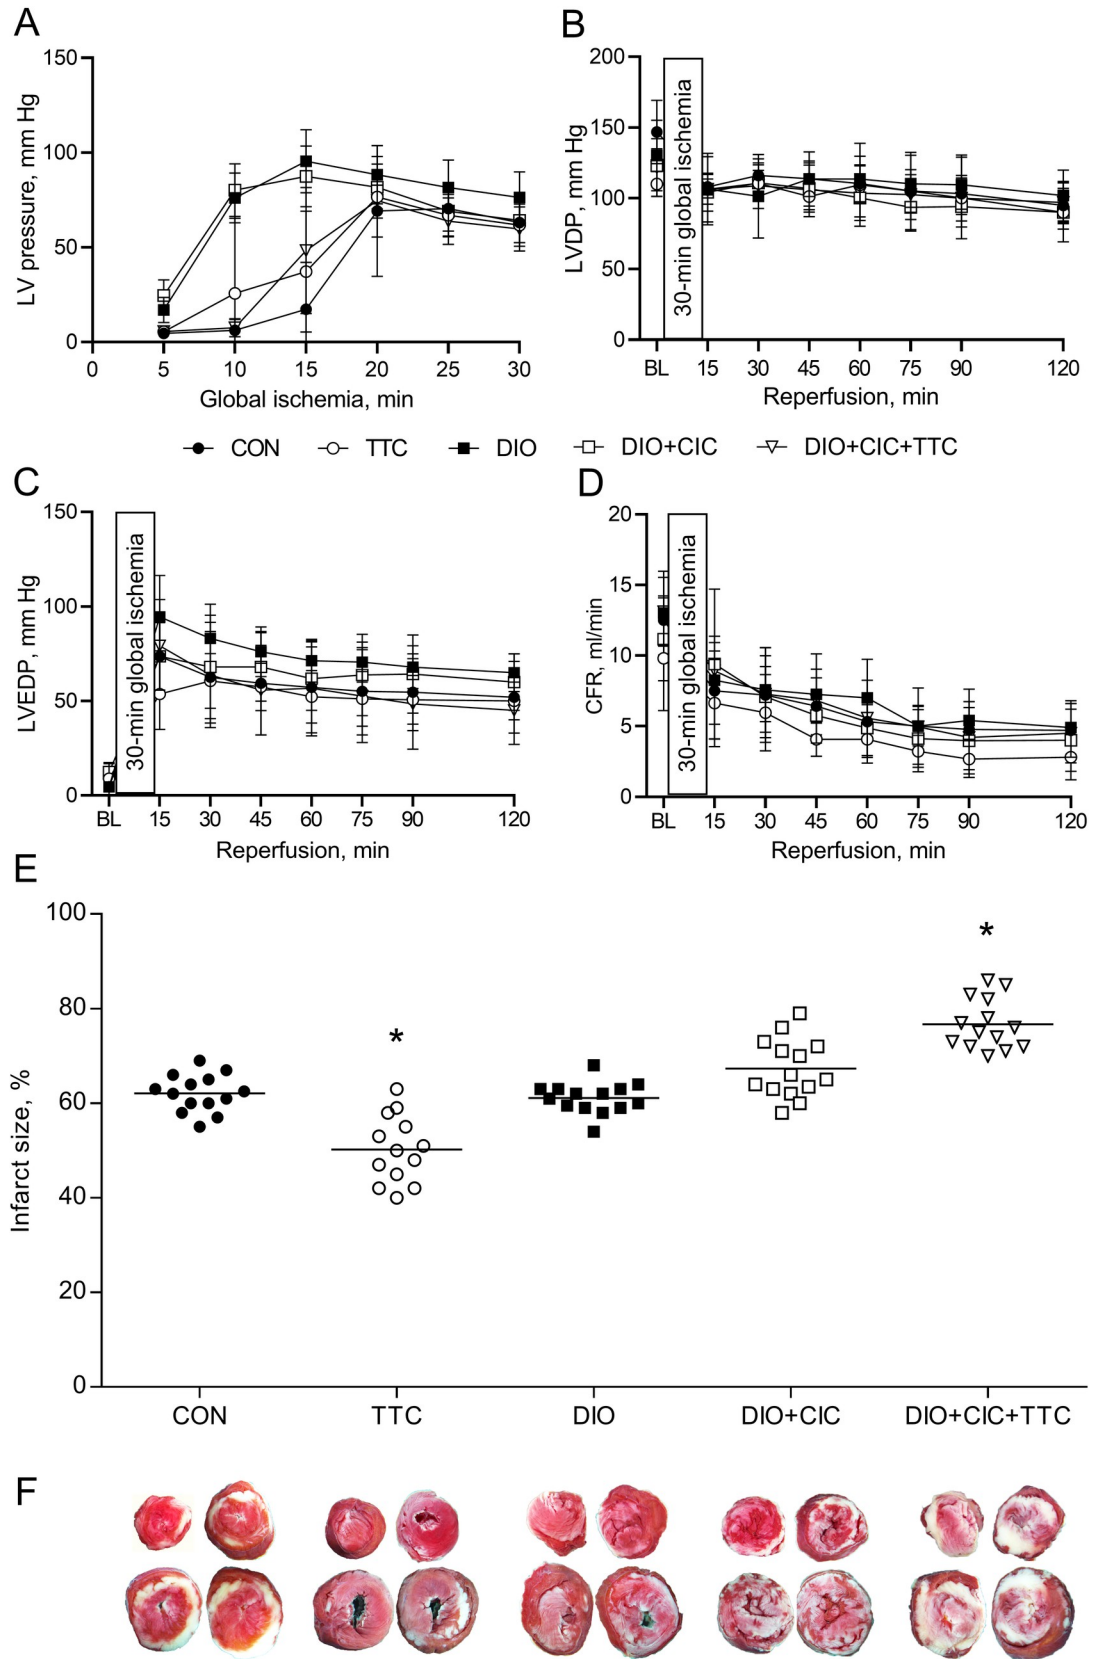 A
LV pressure, mm Hg
150
100
50
0
0 5 10 15 20 25 30
Global ischemia, min
B
LVDP, mm Hg
200
150
100
50
0
30-min global ischemia
BL 15 30 45 60 75 90 120
Reperfusion, min
CON TTC DIO DIO+CIC DIO+CIC+TTC
C
LVEDP, mm Hg
150
100
50
0
30-min global ischemia
BL 15 30 45 60 75 90 120
Reperfusion, min
D
CFR, ml/min
20
15
10
5
0
30-min global ischemia
BL 15 30 45 60 75 90 120
Reperfusion, min
E
Infarct size, %
100
80
60
40
20
0
*
*
CON TTC DIO DIO+CIC DIO+CIC+TTC
F